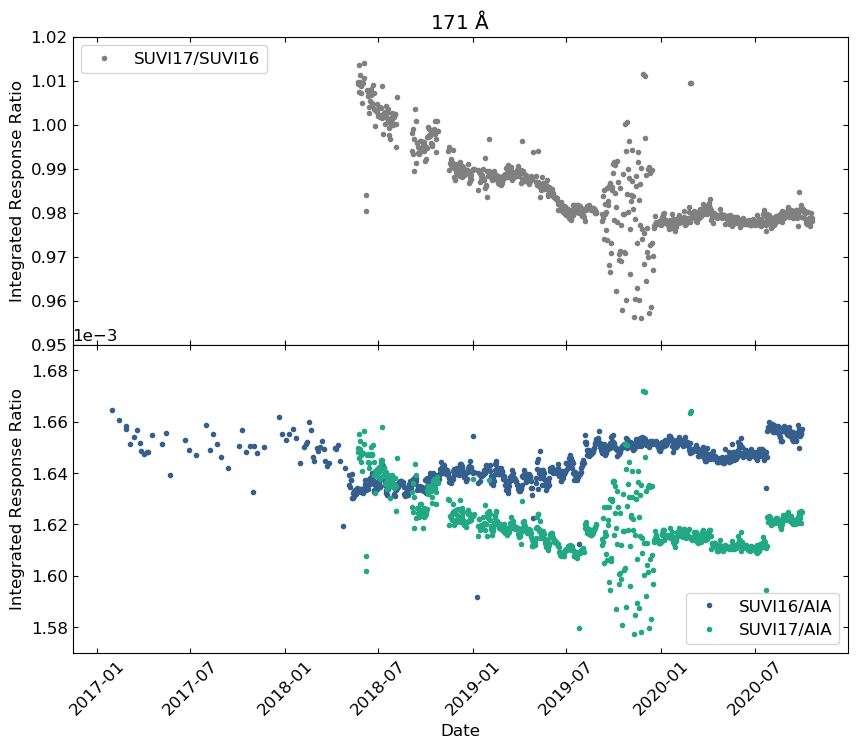 171 Å
Integrated Response Ratio
1.02
1.01
1.00
0.99
0.98
0.97
0.96
0.95
SUVI17/SUVI16
1e−3
Integrated Response Ratio
1.68
1.66
1.64
1.62
1.60
1.58
SUVI16/AIA
SUVI17/AIA
2017-01
2017-07
2018-01
2018-07
2019-01
2019-07
2020-01
2020-07
Date